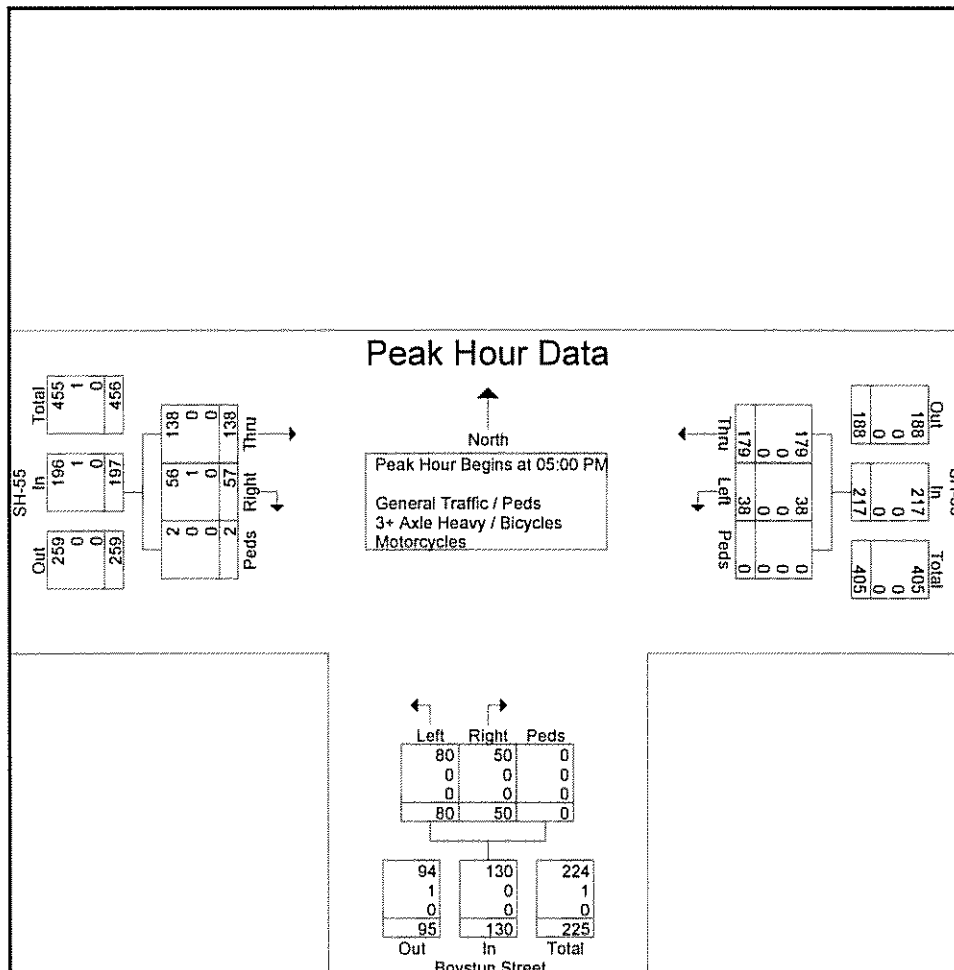 Peak Hour Data
North
Peak Hour Begins at 05:00 PM
General Traffic / Peds
3+ Axle Heavy / Bicycles
Motorcycles
SH-55
Out In Total
259 196 455
0 1 1
0 0 0
259 197 456
138 56 2
0 1 0
0 0 0
138 57 2
Thru Right Peds
Out In Total
188 217 405
0 0 0
0 0 0
188 217 405
179 38 0
0 0 0
0 0 0
179 38 0
Thru Left Peds
Left Right Peds
80 50 0
0 0 0
0 0 0
80 50 0
94 130 224
1 0 1
0 0 0
95 130 225
Out In Total
Boystun Street